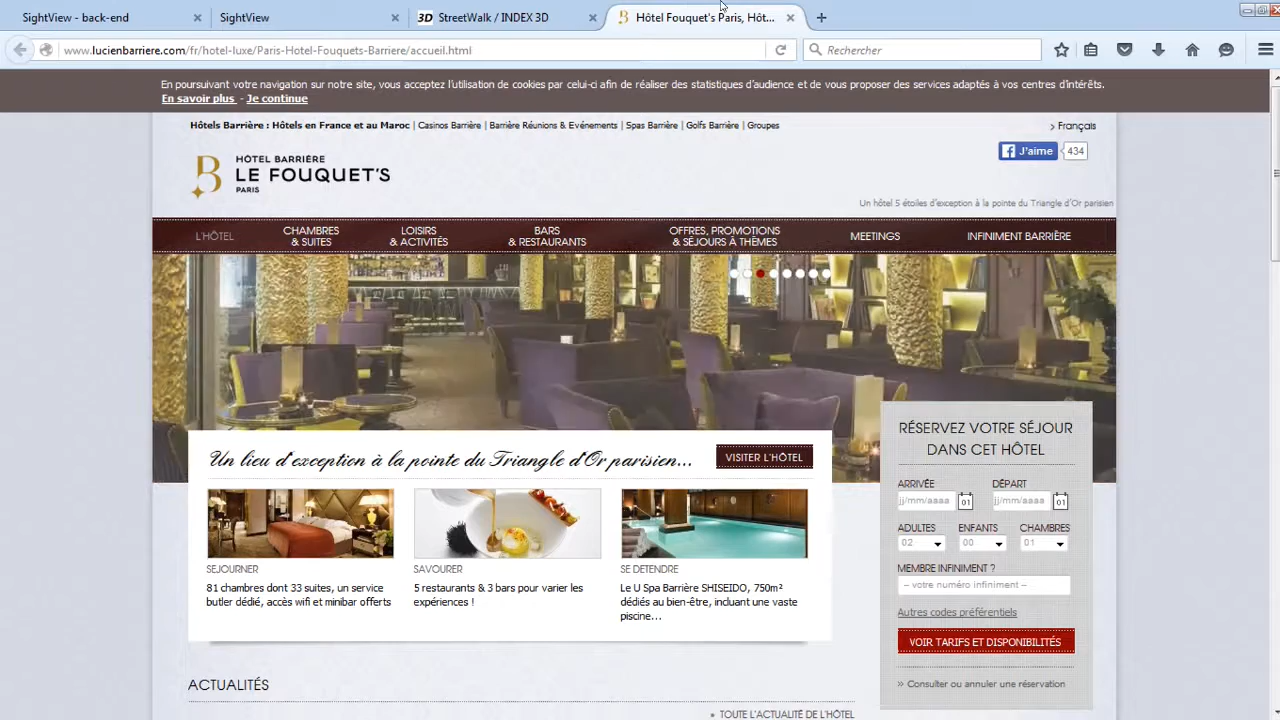 SightView - back-end
SightView
3D StreetWalk / INDEX 3D
Hôtel Fouquet's Paris, Hôt...
www.lucienbarriere.com/fr/hotel-luxe/Paris-Hotel-Fouquets-Barriere/accueil.html
Rechercher
En poursuivant votre navigation sur notre site, vous acceptez l'utilisation de cookies par celui-ci afin de réaliser des statistiques d'audience et de vous proposer des services adaptés à vos centres d'intérêts.
En savoir plus - Je continue
Hôtels Barrière : Hôtels en France et au Maroc | Casinos Barrière | Barrière Réunions & Evénements | Spas Barrière | Golfs Barrière | Groupes
> Français
J'aime 434
HÔTEL BARRIÈRE
LE FOUQUET'S
PARIS
Un hôtel 5 étoiles d'exception à la pointe du Triangle d'Or parisien
L'HÔTEL
CHAMBRES
& SUITES
LOISIRS
& ACTIVITÉS
BARS
& RESTAURANTS
OFFRES, PROMOTIONS
& SÉJOURS À THÈMES
MEETINGS
INFINIMENT BARRIÈRE
Un lieu d'exception à la pointe du Triangle d'Or parisien...
VISITER L'HÔTEL
SEJOURNER
81 chambres dont 33 suites, un service
butler dédié, accès wifi et minibar offerts
SAVOURER
5 restaurants & 3 bars pour varier les
expériences !
SE DETENDRE
Le U Spa Barrière SHISEIDO, 750m²
dédiés au bien-être, incluant une vaste
piscine...
RÉSERVEZ VOTRE SÉJOUR
DANS CET HÔTEL
ARRIVÉE DÉPART
jj/mm/aaaa 01 jj/mm/aaaa 01
ADULTES ENFANTS CHAMBRES
02 00 01
MEMBRE INFINIMENT ?
-- votre numéro infiniment --
Autres codes préférentiels
VOIR TARIFS ET DISPONIBILITÉS
» Consulter ou annuler une réservation
ACTUALITÉS
TOUTE L'ACTUALITÉ DE L'HÔTEL